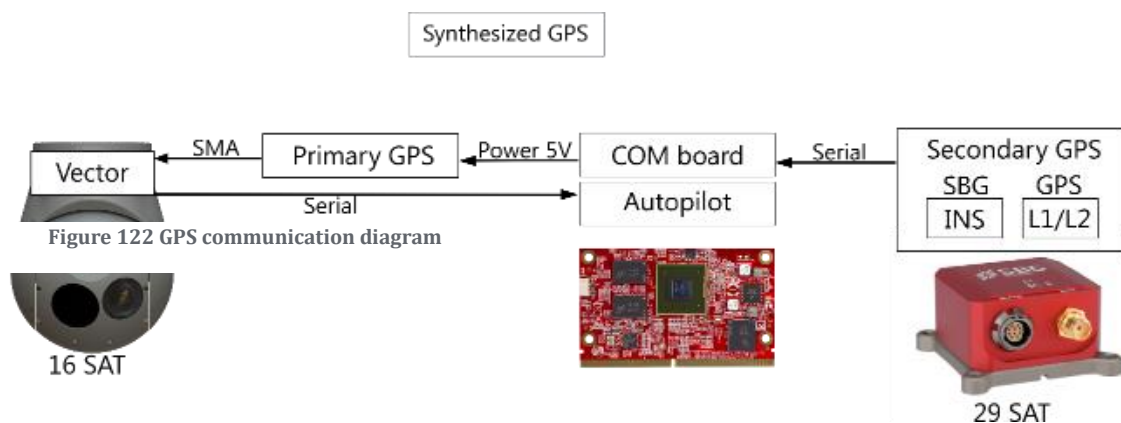 Synthesized GPS
SMA
Primary GPS
Power 5V
COM board
Serial
Secondary GPS
Vector
Serial
Autopilot
SBG GPS
INS L1/L2
Figure 122 GPS communication diagram
16 SAT
29 SAT